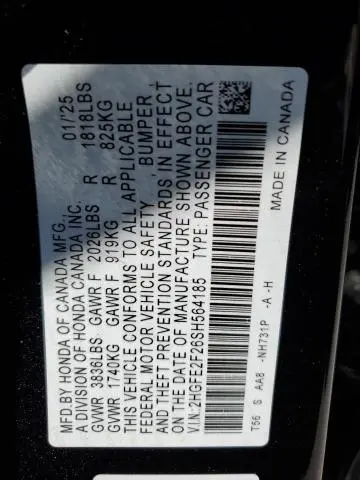 MFD.BY HONDA OF CANADA MFG., 01/25
A DIVISION OF HONDA CANADA INC.
GVWR 3836LBS GAWR F 2026LBS R 1818LBS
GVWR 1740KG GAWR F 919KG R 825KG
THIS VEHICLE CONFORMS TO ALL APPLICABLE
FEDERAL MOTOR VEHICLE SAFETY, BUMPER,
AND THEFT PREVENTION STANDARDS IN EFFECT
ON THE DATE OF MANUFACTURE SHOWN ABOVE.
V.I.N:2HGFE2F26SH564185 TYPE: PASSENGER CAR
T56 S AA8 -NH731P -A -H MADE IN CANADA